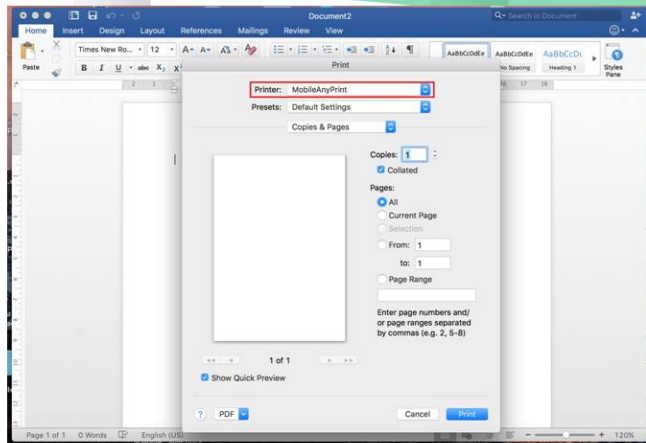 Document2
Search in Document
Home Insert Design Layout References Mailings Review View
Paste
Times New Ro... 12 A A Aa
B I U abc X₂
AaBbCcDdEe AaBbCcDdEe AaBbCcDc
No Spacing Heading 1 Styles Pane
Print
Printer: MobileAnyPrint
Presets: Default Settings
Copies & Pages
Copies: 1
Collated
Pages:
All
Current Page
Selection
From: 1
to: 1
Page Range
Enter page numbers and/
or page ranges separated
by commas (e.g. 2, 5-8)
1 of 1
Show Quick Preview
? PDF Cancel Print
Page 1 of 1 0 Words English (US) 120%